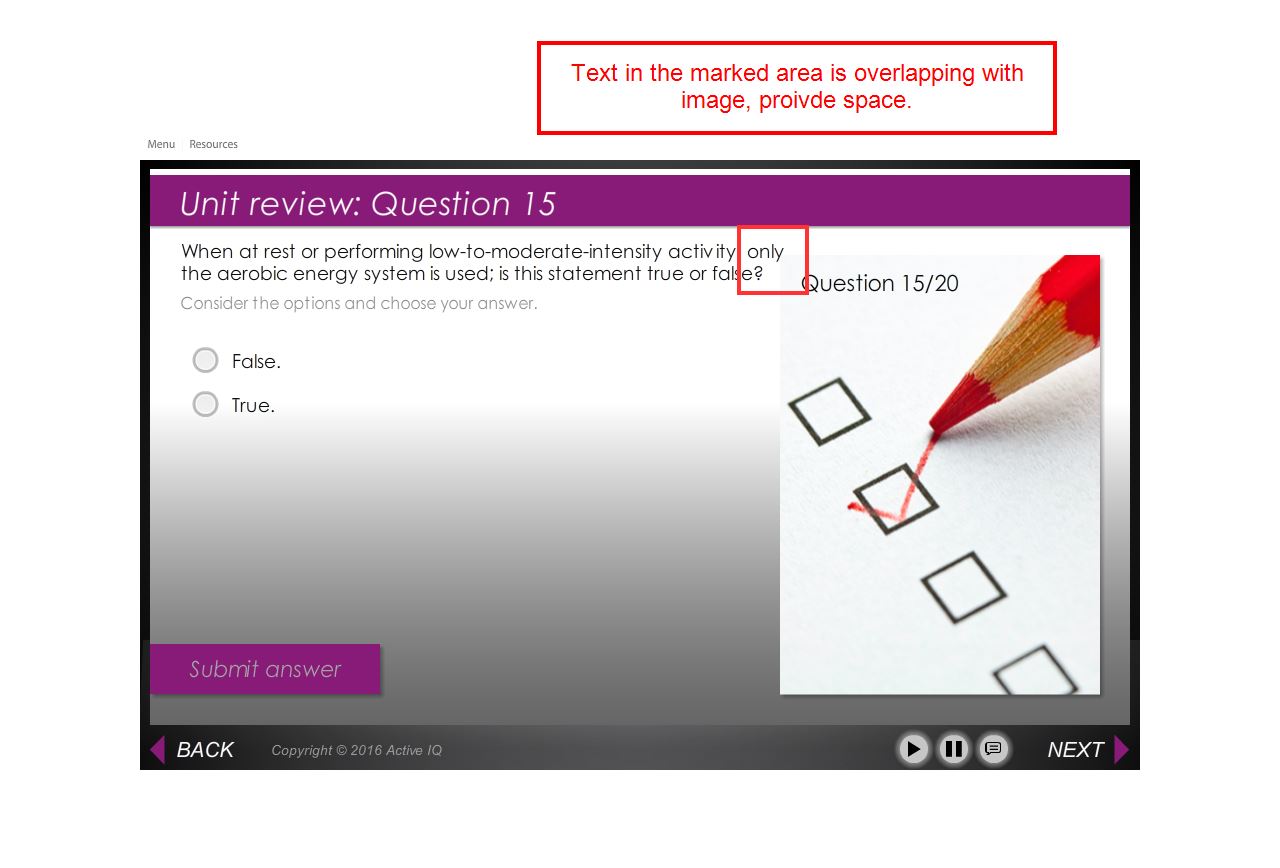 Text in the marked area is overlapping with
image, proivde space.
Menu Resources
Unit review: Question 15
When at rest or performing low-to-moderate-intensity activity, only
the aerobic energy system is used; is this statement true or false?
Consider the options and choose your answer.
Question 15/20
False.
True.
Submit answer
BACK
Copyright © 2016 Active IQ
NEXT